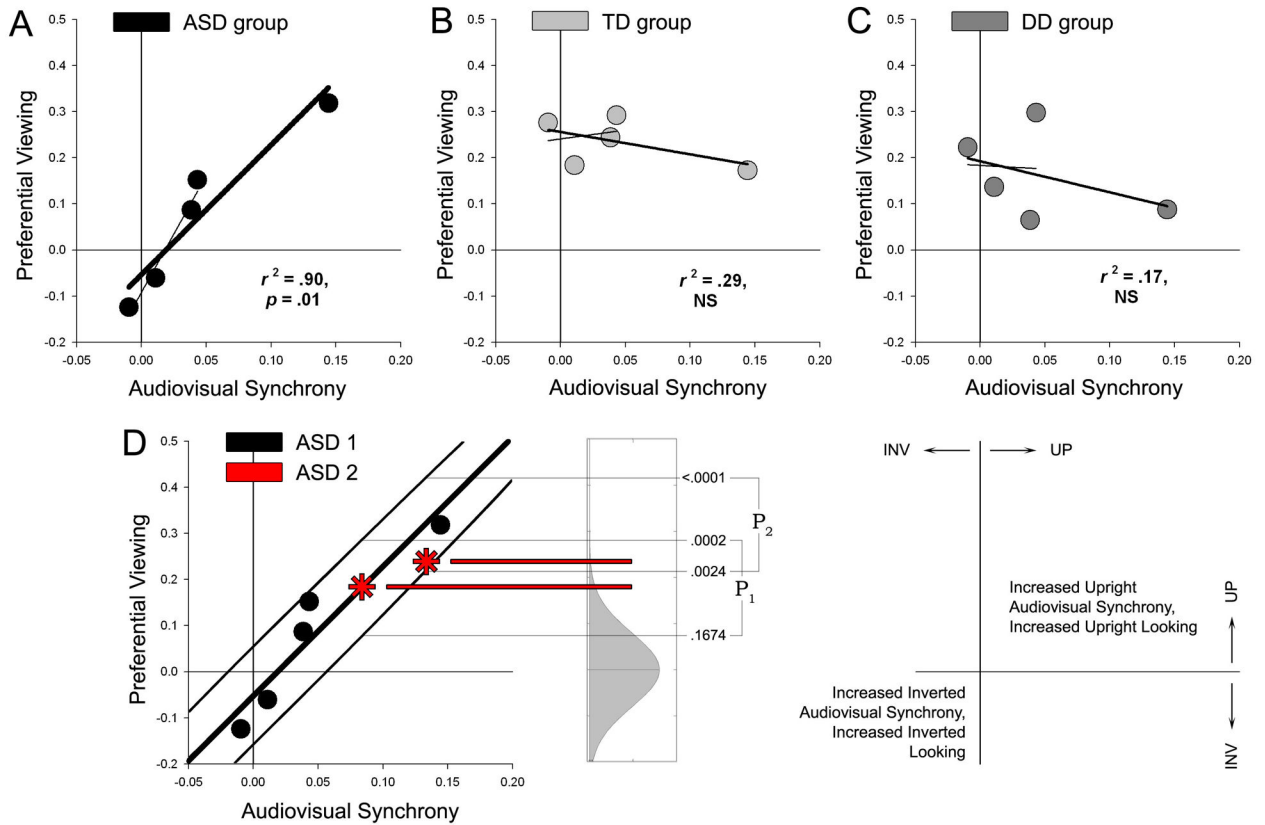 A
ASD group
Preferential Viewing
0.5
0.4
0.3
0.2
0.1
0.0
-0.1
-0.2
r² = .90,
p = .01
-0.05
0.00
0.05
0.10
0.15
0.20
Audiovisual Synchrony
B
TD group
Preferential Viewing
0.5
0.4
0.3
0.2
0.1
0.0
-0.1
-0.2
r² = .29,
NS
-0.05
0.00
0.05
0.10
0.15
0.20
Audiovisual Synchrony
C
DD group
Preferential Viewing
0.5
0.4
0.3
0.2
0.1
0.0
-0.1
-0.2
r² = .17,
NS
-0.05
0.00
0.05
0.10
0.15
0.20
Audiovisual Synchrony
D
ASD 1
ASD 2
Preferential Viewing
0.5
0.4
0.3
0.2
0.1
0.0
-0.1
-0.2
-0.05
0.00
0.05
0.10
0.15
0.20
Audiovisual Synchrony
<.0001
.0002
.0024
.1674
P₂
P₁
INV
UP
Increased Upright
Audiovisual Synchrony,
Increased Upright Looking
UP
Increased Inverted
Audiovisual Synchrony,
Increased Inverted
Looking
INV